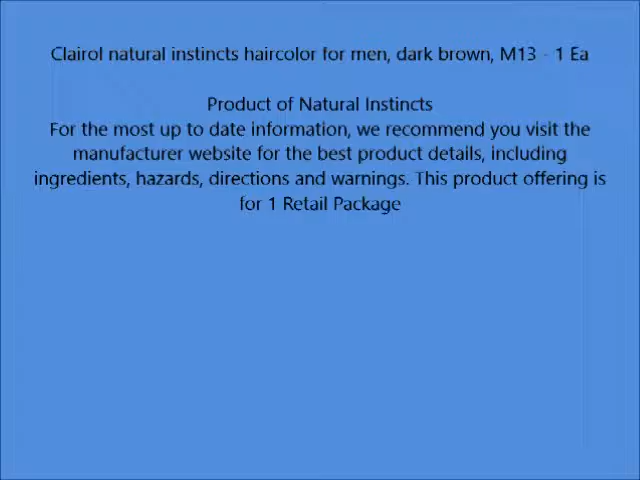 Clairol natural instincts haircolor for men, dark brown, M13 - 1 Ea
Product of Natural Instincts
For the most up to date information, we recommend you visit the
manufacturer website for the best product details, including
ingredients, hazards, directions and warnings. This product offering is
for 1 Retail Package